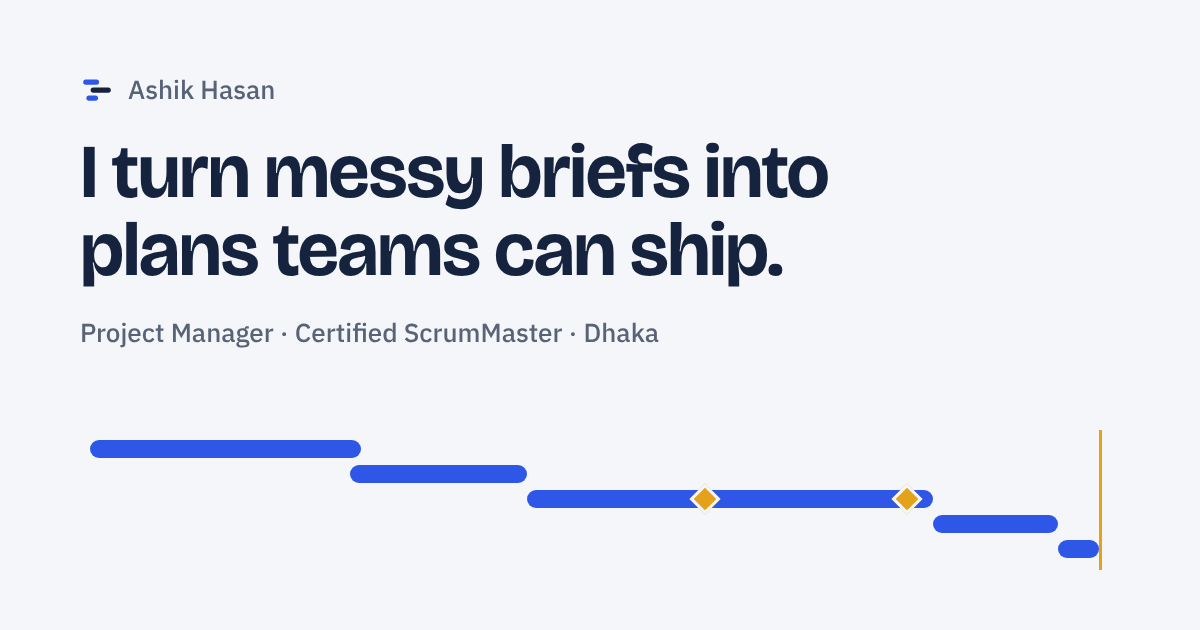 Ashik Hasan
I turn messy briefs into
plans teams can ship.
Project Manager · Certified ScrumMaster · Dhaka